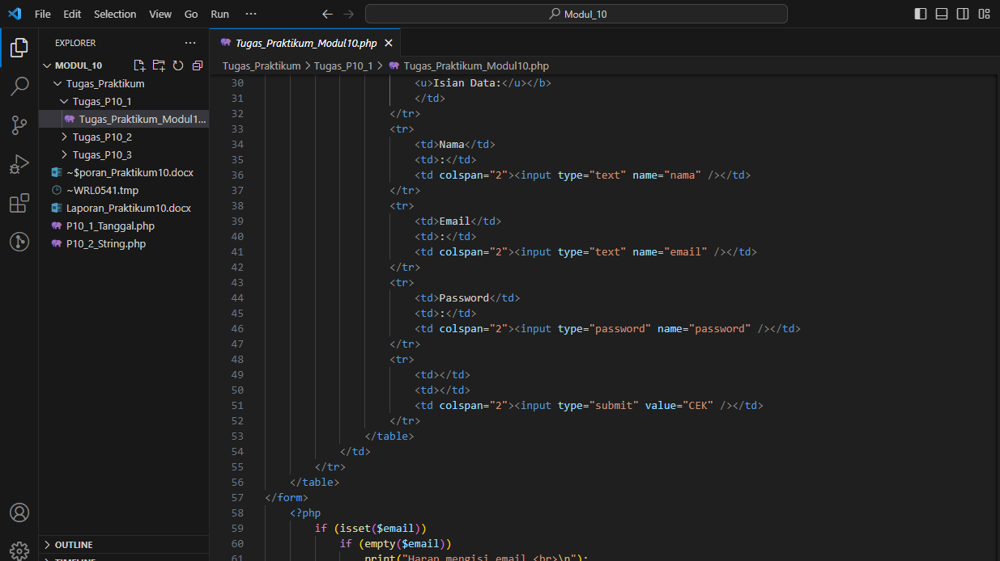 File Edit Selection View Go Run ··· Modul_10
EXPLORER ···
MODUL_10
Tugas_Praktikum
Tugas_P10_1
Tugas_Praktikum_Modul1...
Tugas_P10_2
Tugas_P10_3
~$poran_Praktikum10.docx
~WRL0541.tmp
Laporan_Praktikum10.docx
P10_1_Tanggal.php
P10_2_String.php
OUTLINE
TIMELINE
Tugas_Praktikum_Modul10.php
Tugas_Praktikum > Tugas_P10_1 > Tugas_Praktikum_Modul10.php
30 <u>Isian Data:</u></b>
31 </td>
32 </tr>
33 <tr>
34 <td>Nama</td>
35 <td>:</td>
36 <td colspan="2"><input type="text" name="nama" /></td>
37 </tr>
38 <tr>
39 <td>Email</td>
40 <td>:</td>
41 <td colspan="2"><input type="text" name="email" /></td>
42 </tr>
43 <tr>
44 <td>Password</td>
45 <td>:</td>
46 <td colspan="2"><input type="password" name="password" /></td>
47 </tr>
48 <tr>
49 <td></td>
50 <td></td>
51 <td colspan="2"><input type="submit" value="CEK" /></td>
52 </tr>
53 </table>
54 </td>
55 </tr>
56 </table>
57 </form>
58 <?php
59 if (isset($email))
60 if (empty($email))
61 print("Harap mengisi email <br>\n");